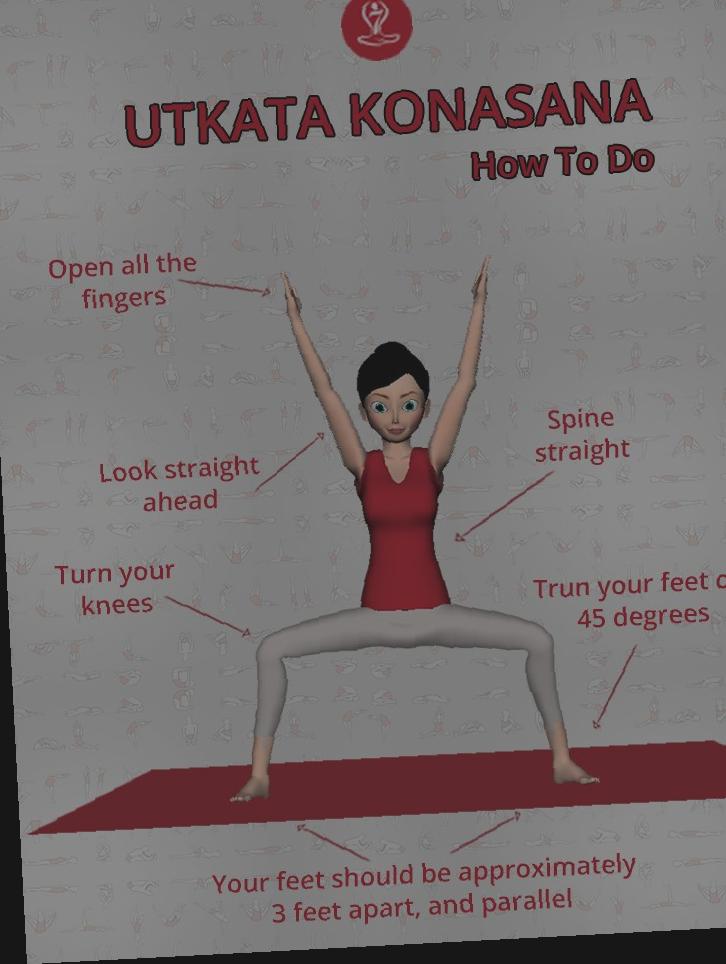 UTKATA KONASANA
How To Do
Open all the
fingers
Look straight
ahead
Spine
straight
Turn your
knees
Trun your feet
45 degrees
Your feet should be approximately
3 feet apart, and parallel